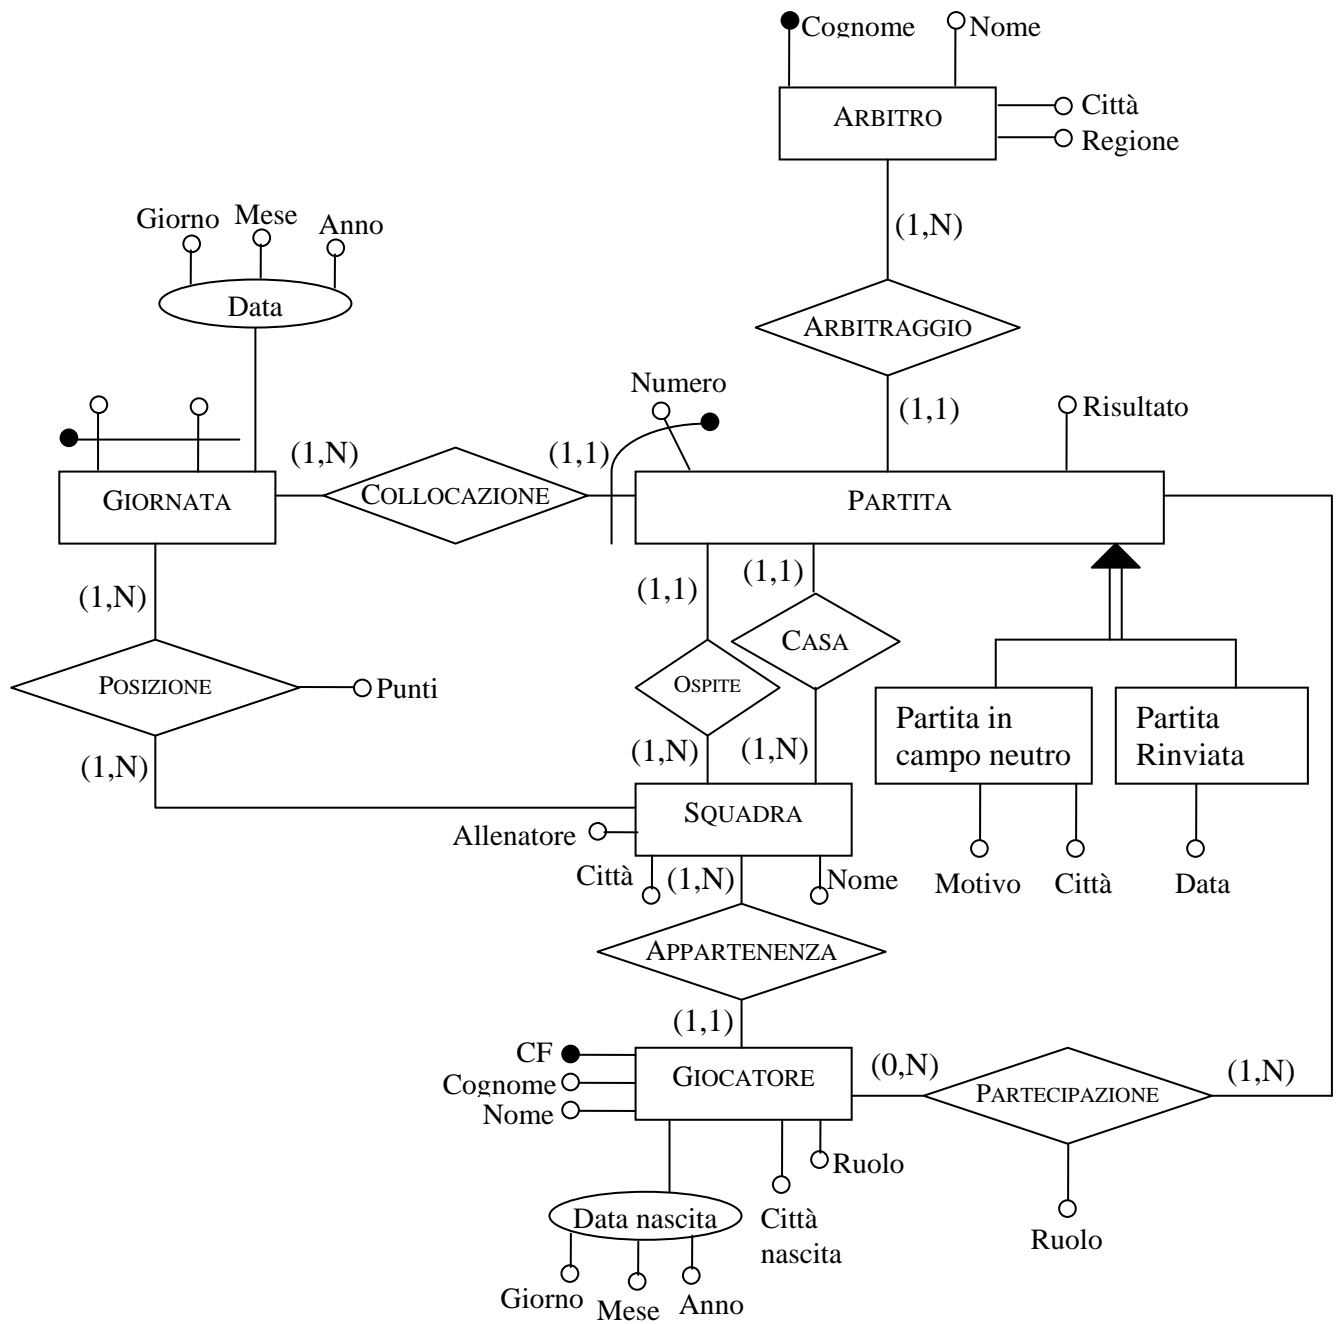 Cognome
Nome
ARBITRO
Città
Regione
(1,N)
Giorno
Mese
Anno
Data
ARBITRAGGIO
Numero
(1,1)
Risultato
(1,N)
(1,1)
GIORNATA
COLLOCAZIONE
PARTITA
(1,N)
(1,1)
(1,1)
CASA
POSIZIONE
Punti
OSPITE
(1,N)
(1,N)
(1,N)
Partita in
campo neutro
Partita
Rinviata
SQUADRA
Allenatore
Città
(1,N)
Nome
Motivo
Città
Data
APPARTENENZA
(1,1)
CF
Cognome
Nome
GIOCATORE
(0,N)
PARTECIPAZIONE
(1,N)
Ruolo
Data nascita
Città
nascita
Ruolo
Giorno
Mese
Anno